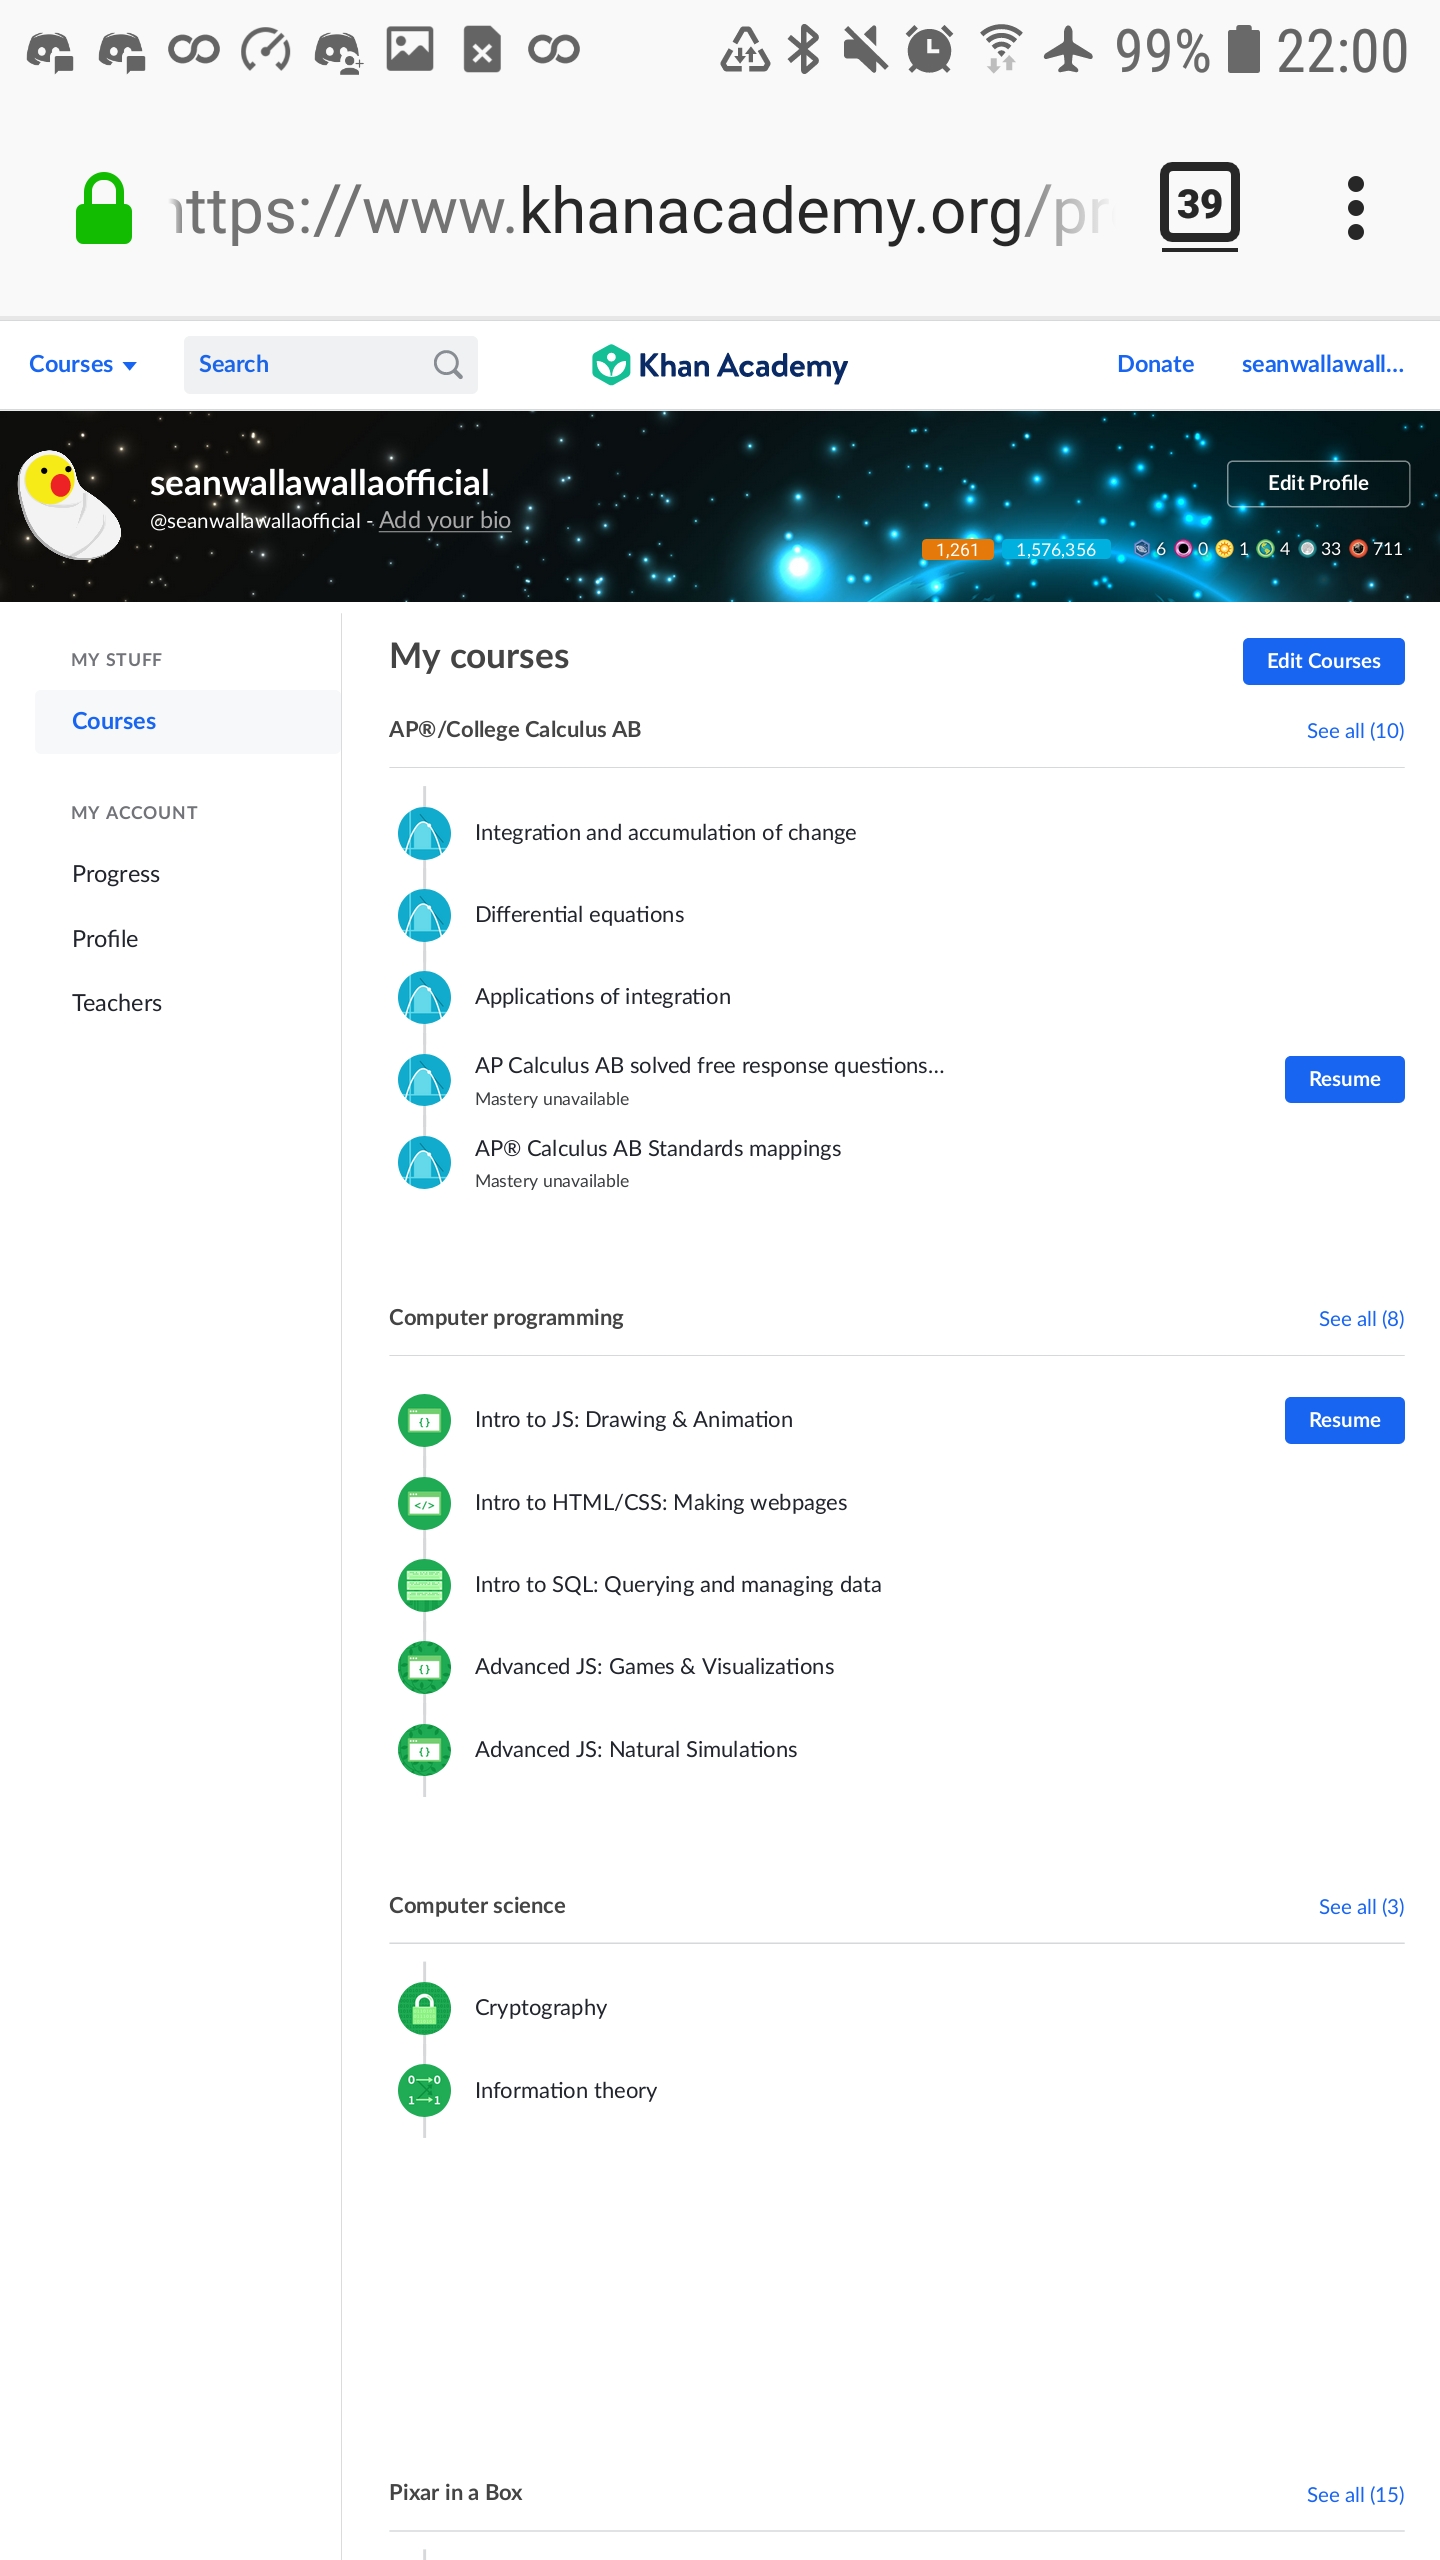 99% 22:00
https://www.khanacademy.org/pr
39
Courses Search Khan Academy Donate seanwallawall...
seanwallawallaofficial
Edit Profile
@seanwallawallaofficial - Add your bio
1,261 1,576,356 6 0 1 4 33 711
MY STUFF
Courses
MY ACCOUNT
Progress
Profile
Teachers
My courses
Edit Courses
AP®/College Calculus AB See all (10)
Integration and accumulation of change
Differential equations
Applications of integration
AP Calculus AB solved free response questions...
Mastery unavailable
Resume
AP® Calculus AB Standards mappings
Mastery unavailable
Computer programming See all (8)
{} Intro to JS: Drawing & Animation Resume
</> Intro to HTML/CSS: Making webpages
Intro to SQL: Querying and managing data
{} Advanced JS: Games & Visualizations
{} Advanced JS: Natural Simulations
Computer science See all (3)
Cryptography
0→0
1→1
Information theory
Pixar in a Box See all (15)